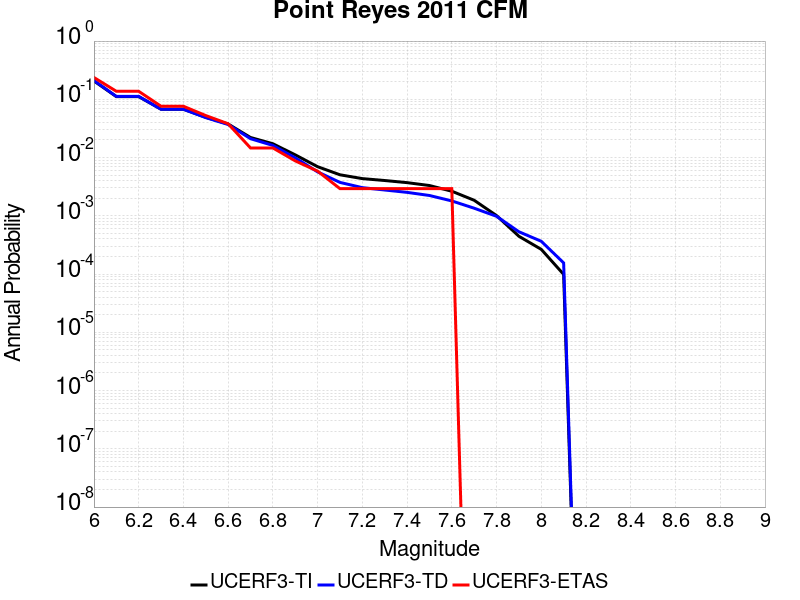 Point Reyes 2011 CFM
10^0
10^-1
10^-2
10^-3
10^-4
10^-5
10^-6
10^-7
10^-8
Annual Probability
6 6.2 6.4 6.6 6.8 7 7.2 7.4 7.6 7.8 8 8.2 8.4 8.6 8.8 9
Magnitude
UCERF3-TI UCERF3-TD UCERF3-ETAS